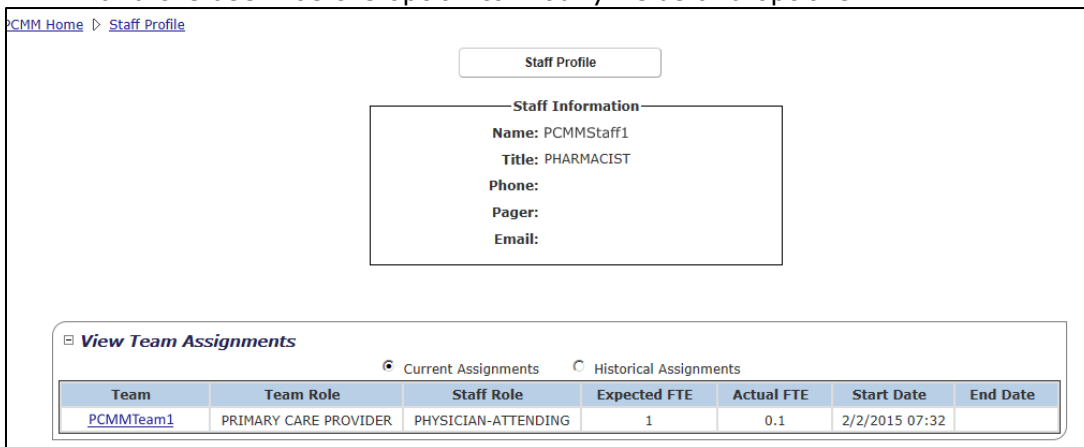 PCMM Home ▷ Staff Profile
Staff Profile
Staff Information
Name: PCMMStaff1
Title: PHARMACIST
Phone:
Pager:
Email:
View Team Assignments
Current Assignments Historical Assignments
Team Team Role Staff Role Expected FTE Actual FTE Start Date End Date
PCMMTeam1 PRIMARY CARE PROVIDER PHYSICIAN-ATTENDING 1 0.1 2/2/2015 07:32